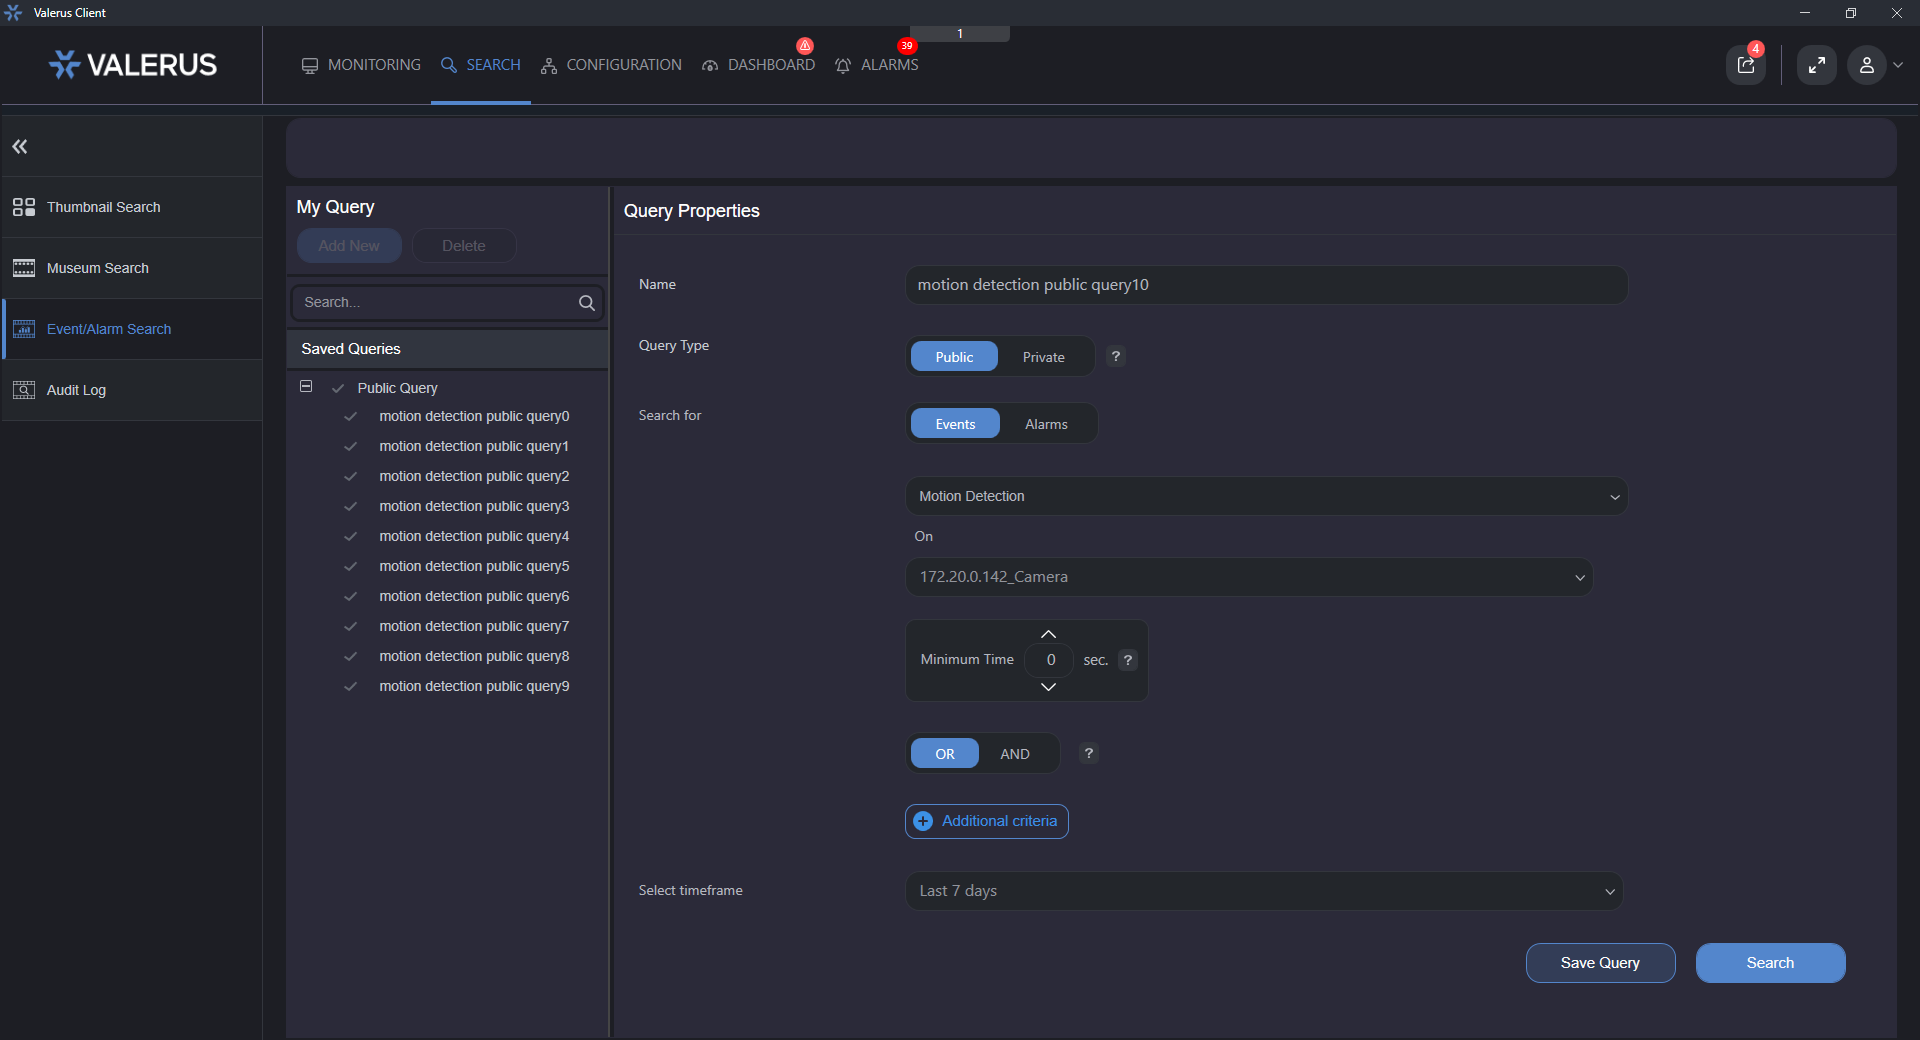 Valerus Client
1
VALERUS
MONITORING
SEARCH
CONFIGURATION
DASHBOARD
39
ALARMS
4
Thumbnail Search
Museum Search
Event/Alarm Search
Audit Log
My Query
Add New
Delete
Search...
Saved Queries
Public Query
motion detection public query0
motion detection public query1
motion detection public query2
motion detection public query3
motion detection public query4
motion detection public query5
motion detection public query6
motion detection public query7
motion detection public query8
motion detection public query9
Query Properties
Name
motion detection public query10
Query Type
Public
Private
?
Search for
Events
Alarms
Motion Detection
On
172.20.0.142_Camera
Minimum Time
0
sec.
?
OR
AND
?
Additional criteria
Select timeframe
Last 7 days
Save Query
Search